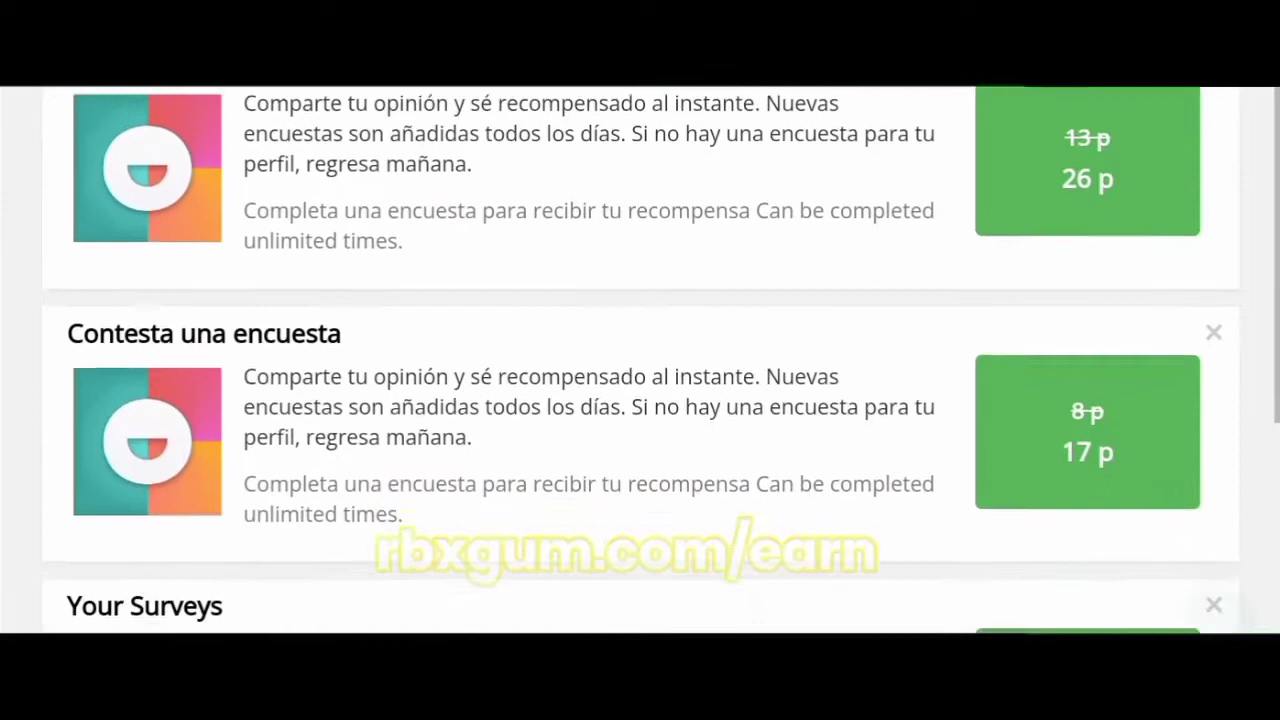 Comparte tu opinión y sé recompensado al instante. Nuevas
encuestas son añadidas todos los días. Si no hay una encuesta para tu
perfil, regresa mañana.
13 p
26 p
Completa una encuesta para recibir tu recompensa Can be completed
unlimited times.
Contesta una encuesta
Comparte tu opinión y sé recompensado al instante. Nuevas
encuestas son añadidas todos los días. Si no hay una encuesta para tu
perfil, regresa mañana.
8 p
17 p
Completa una encuesta para recibir tu recompensa Can be completed
unlimited times.
rbxgum.com/earn
Your Surveys